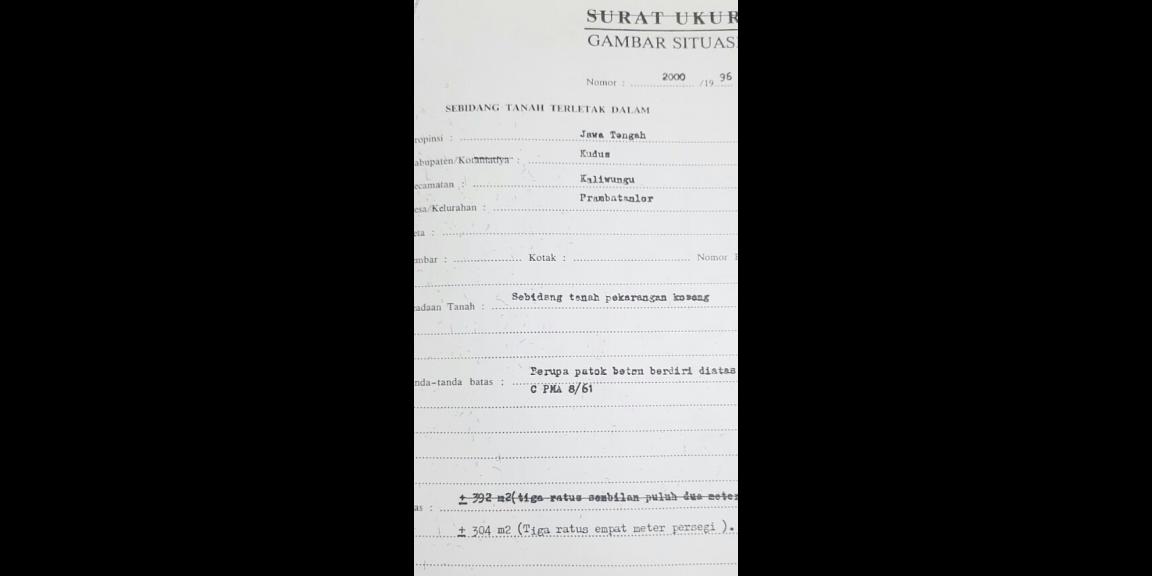 SURAT UKUR
GAMBAR SITUASI
Nomor : 2000 /19 96
SEBIDANG TANAH TERLETAK DALAM
ropinsi : Jawa Tengah
abupaten/Kotamadya : Kudus
ecamatan : Kaliwungu
esa/Kelurahan : Prambatanlor
eta :
mbar : Kotak : Nomor
adaan Tanah : Sebidang tanah pekarangan kosong
nda-tanda batas : Berupa patok beton berdiri diatas
C PMA 8/61
as : ± 392 m2(tiga ratus sembilan puluh dua meter
± 304 m2 (Tiga ratus empat meter persegi ).